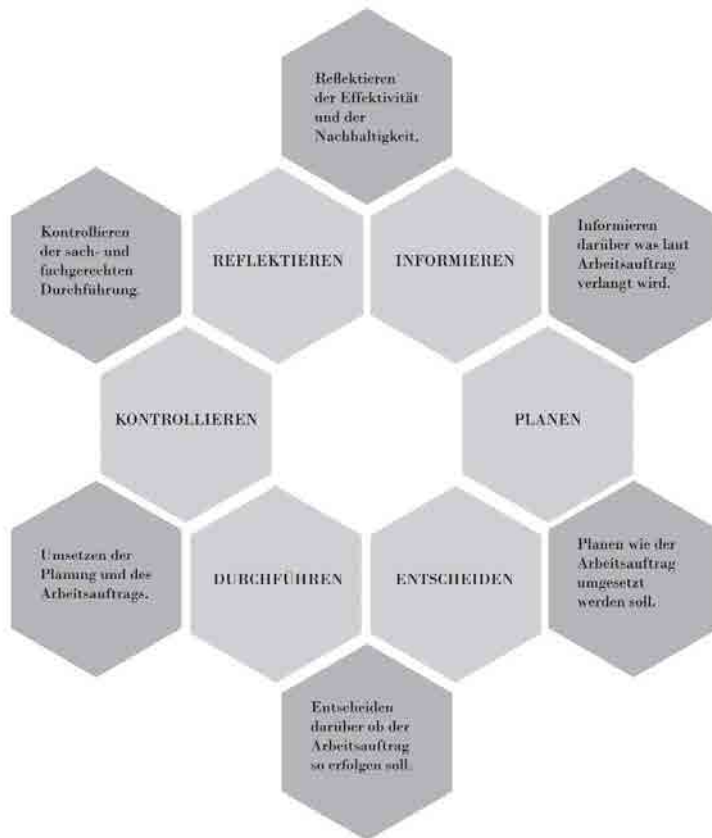 Reflektieren
der Effektivität
und der
Nachhaltigkeit.
Kontrollieren
der sach- und
fachgerechten
Durchführung.
REFLEKTIEREN
INFORMIEREN
Informieren
darüber was laut
Arbeitsauftrag
verlangt wird.
KONTROLLIEREN
PLANEN
Umsetzen der
Planung und des
Arbeitsauftrags.
DURCHFÜHREN
ENTSCHEIDEN
Planen wie der
Arbeitsauftrag
umgesetzt
werden soll.
Entscheiden
darüber ob der
Arbeitsauftrag
so erfolgen soll.